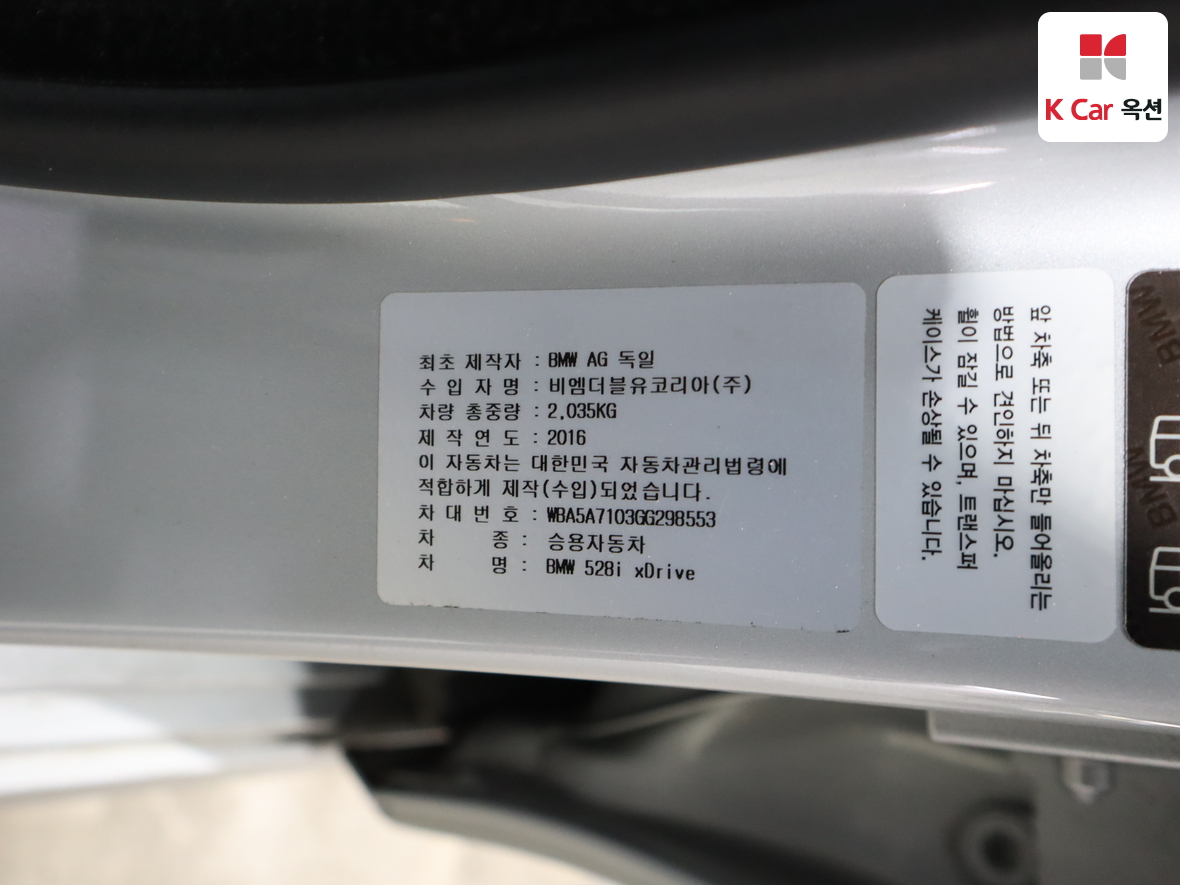 K Car 옥션
최초 제작자 : BMW AG 독일
수 입 자 명 : 비엠더블유코리아(주)
차량 총중량 : 2,035KG
제 작 연 도 : 2016
이 자동차는 대한민국 자동차관리법령에
적합하게 제작(수입)되었습니다.
차 대 번 호 : WBA5A7103GG298553
차 종 : 승용자동차
차 명 : BMW 528i xDrive
앞 차축 또는 뒤 차축만 들어올리는
방법으로 견인하지 마십시오.
휠이 잠길 수 있으며, 트랜스퍼
케이스가 손상될 수 있습니다.
BMW
BMW